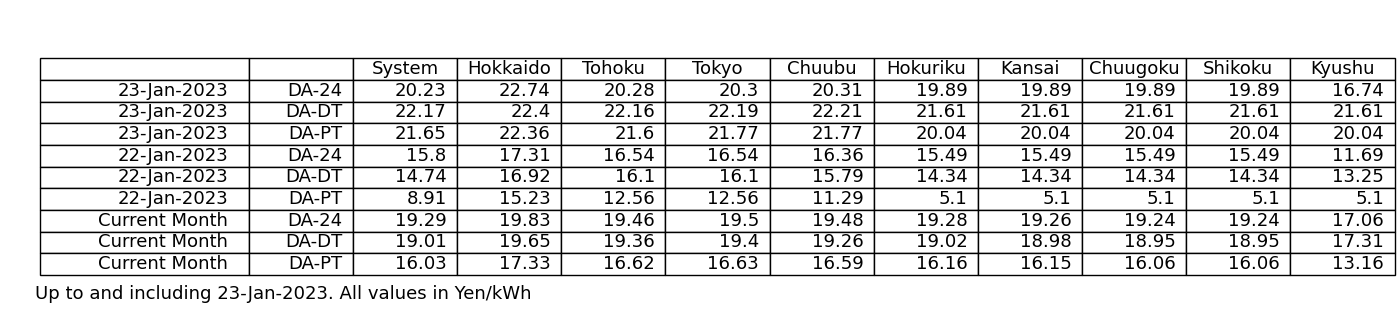 System Hokkaido Tohoku Tokyo Chuubu Hokuriku Kansai Chuugoku Shikoku Kyushu
23-Jan-2023 DA-24 20.23 22.74 20.28 20.3 20.31 19.89 19.89 19.89 19.89 16.74
23-Jan-2023 DA-DT 22.17 22.4 22.16 22.19 22.21 21.61 21.61 21.61 21.61 21.61
23-Jan-2023 DA-PT 21.65 22.36 21.6 21.77 21.77 20.04 20.04 20.04 20.04 20.04
22-Jan-2023 DA-24 15.8 17.31 16.54 16.54 16.36 15.49 15.49 15.49 15.49 11.69
22-Jan-2023 DA-DT 14.74 16.92 16.1 16.1 15.79 14.34 14.34 14.34 14.34 13.25
22-Jan-2023 DA-PT 8.91 15.23 12.56 12.56 11.29 5.1 5.1 5.1 5.1 5.1
Current Month DA-24 19.29 19.83 19.46 19.5 19.48 19.28 19.26 19.24 19.24 17.06
Current Month DA-DT 19.01 19.65 19.36 19.4 19.26 19.02 18.98 18.95 18.95 17.31
Current Month DA-PT 16.03 17.33 16.62 16.63 16.59 16.16 16.15 16.06 16.06 13.16
Up to and including 23-Jan-2023. All values in Yen/kWh